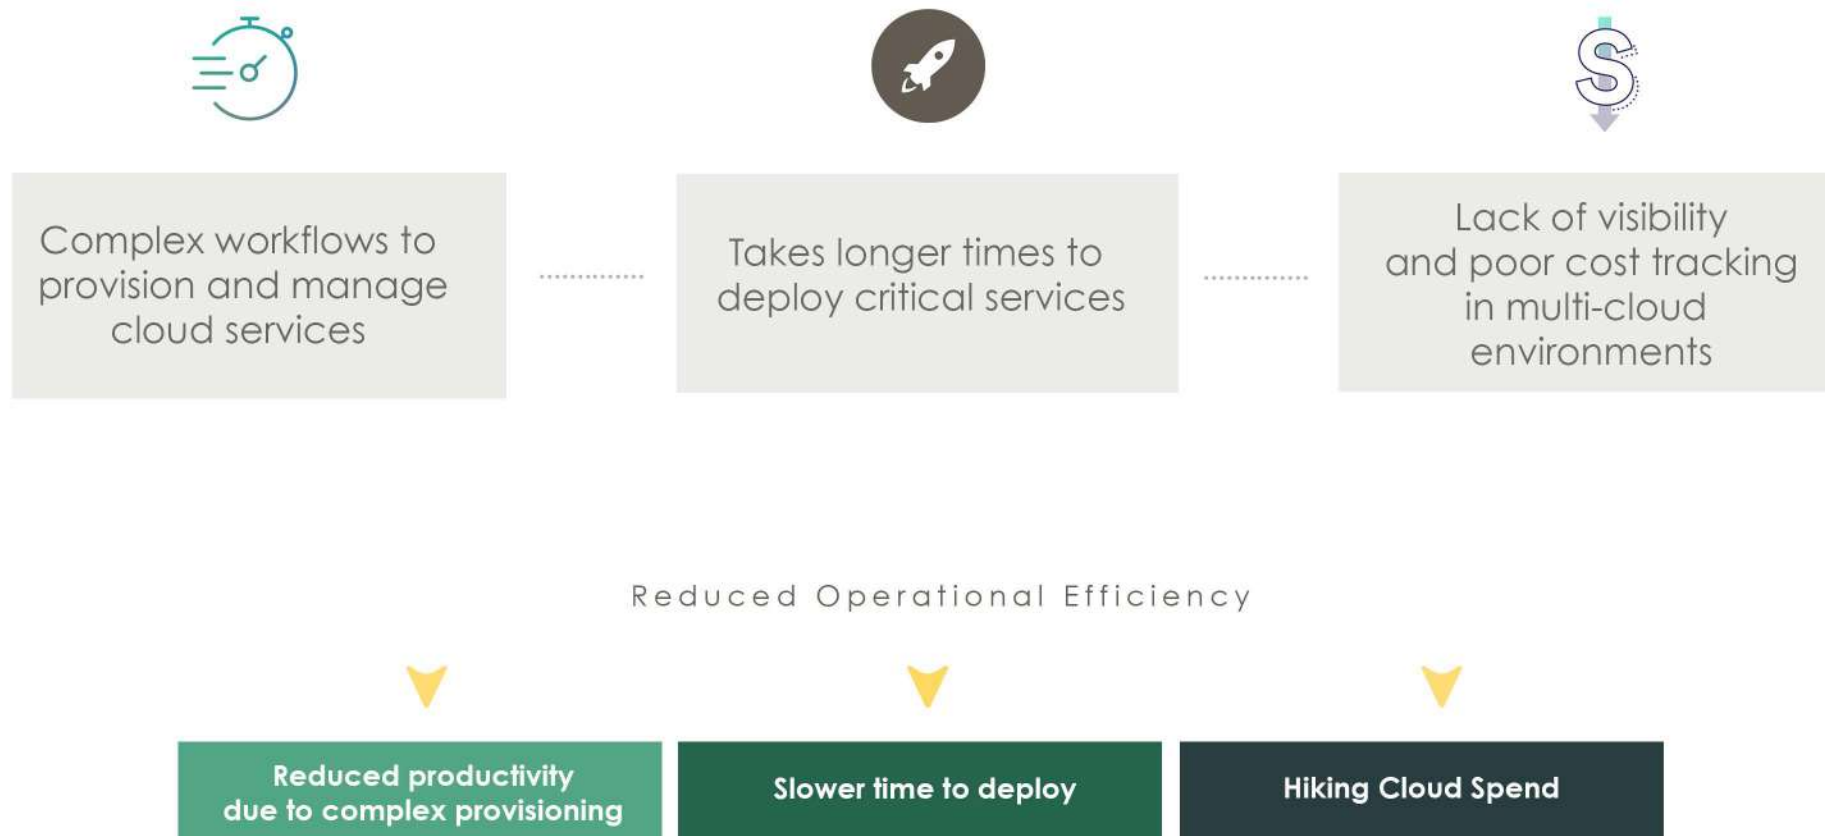 Complex workflows to
provision and manage
cloud services
Takes longer times to
deploy critical services
Lack of visibility
and poor cost tracking
in multi-cloud
environments
Reduced Operational Efficiency
Reduced productivity
due to complex provisioning
Slower time to deploy
Hiking Cloud Spend